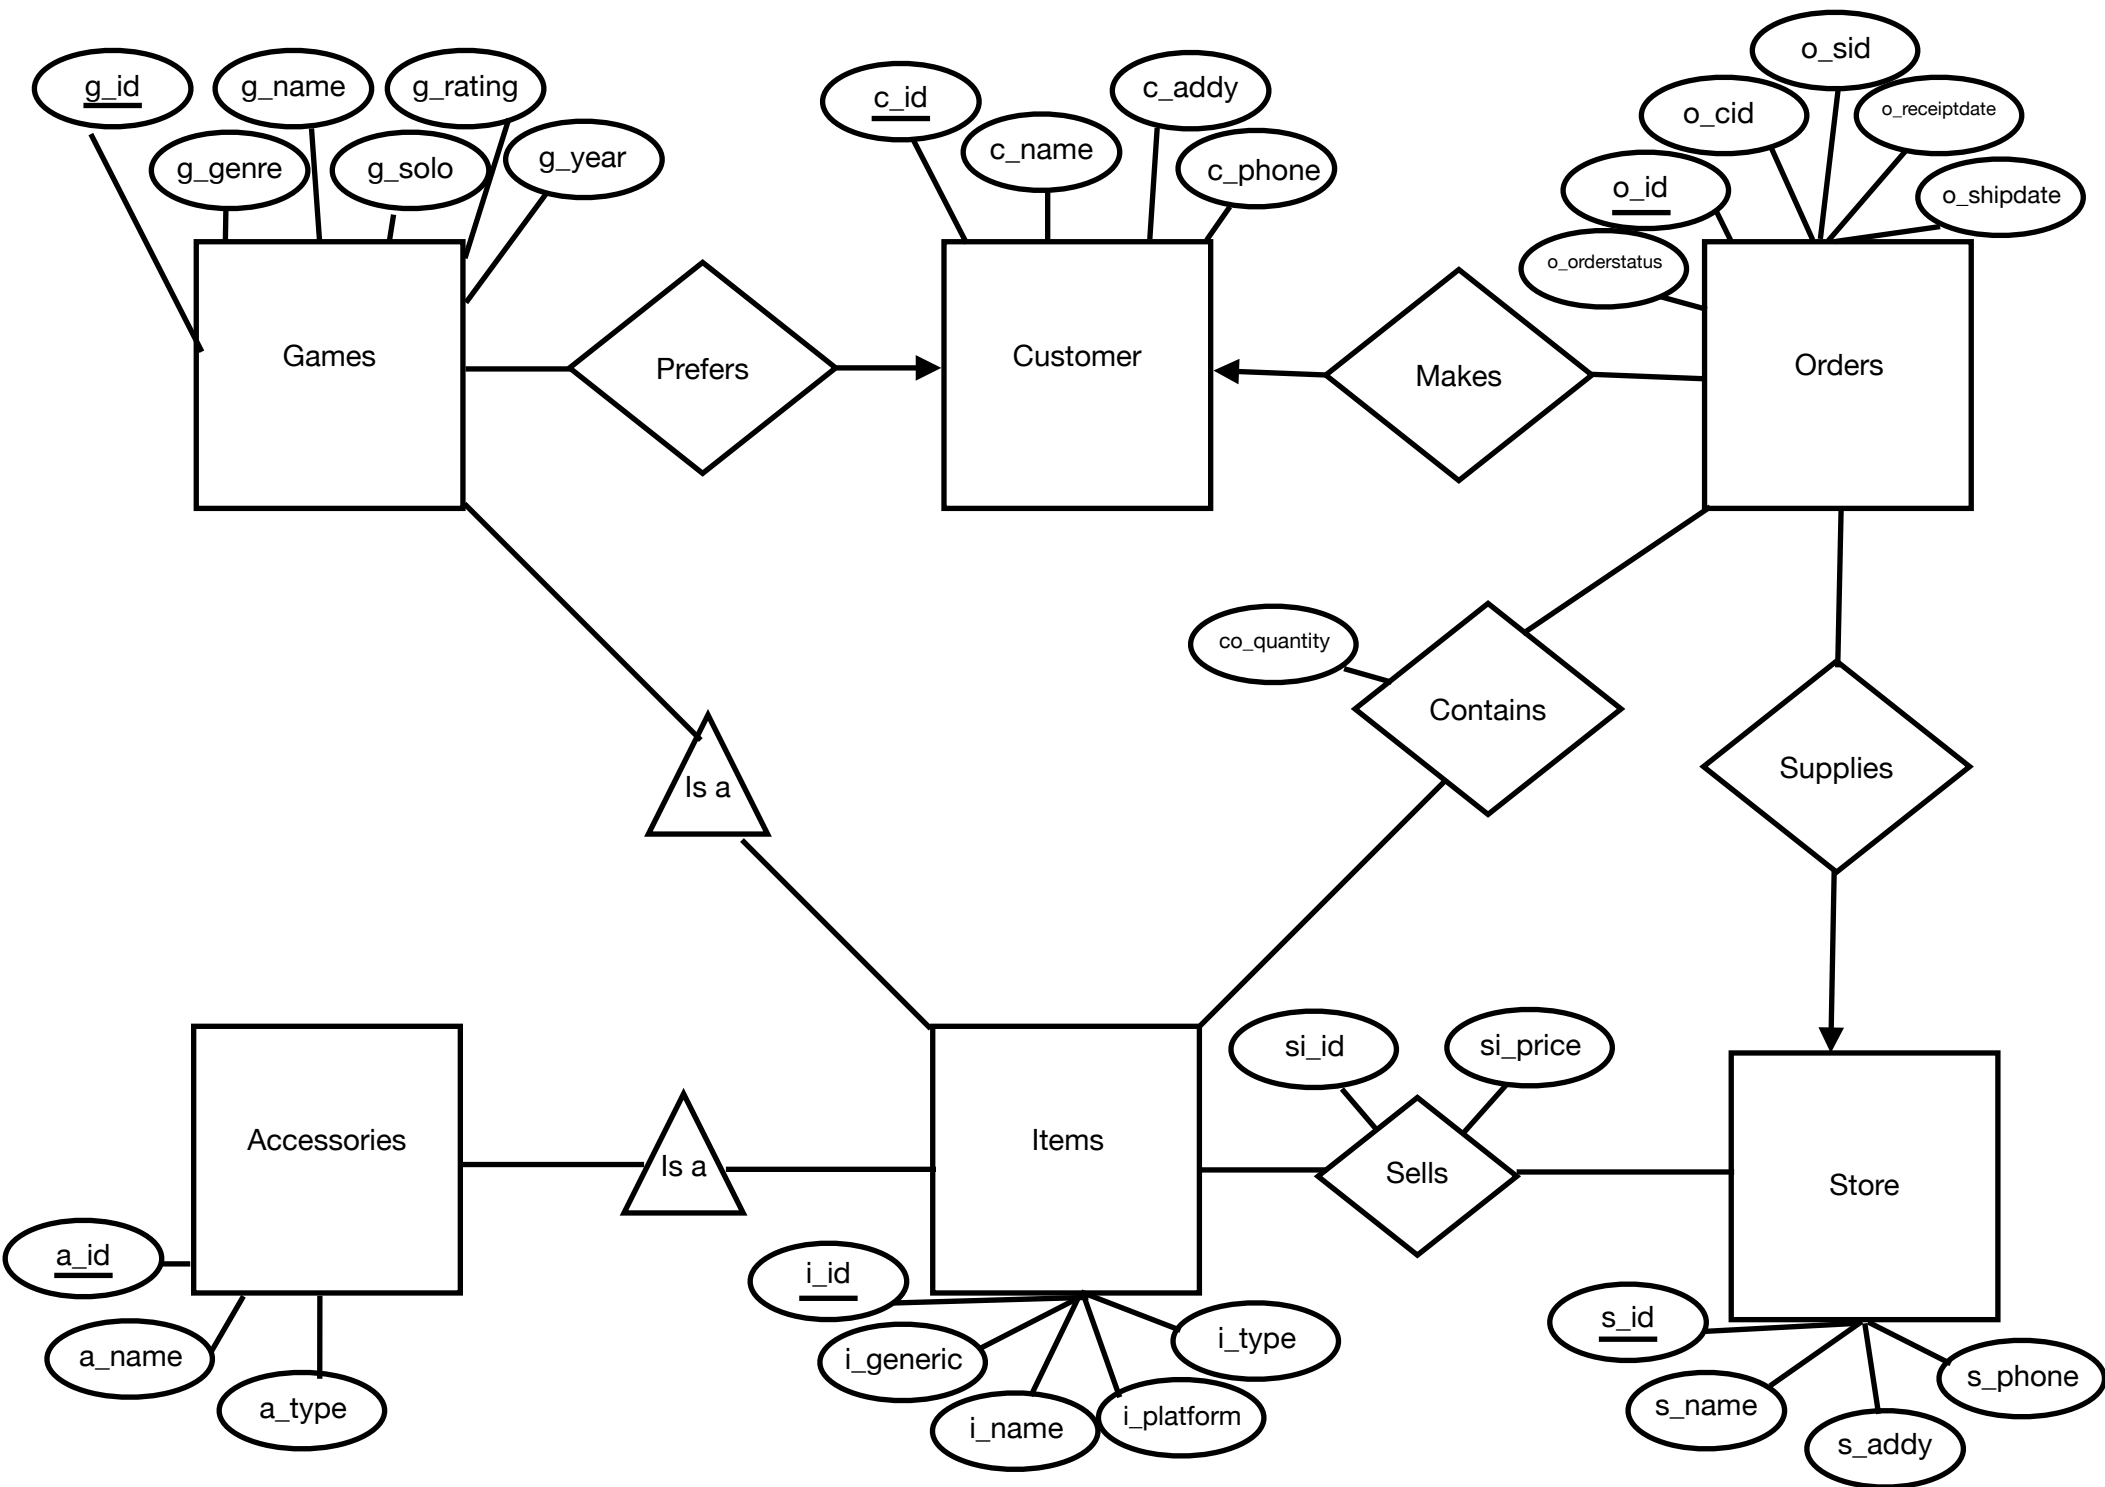 g_id
g_name
g_rating
g_genre
g_solo
g_year
c_id
c_name
c_addy
c_phone
o_sid
o_cid
o_receiptdate
o_id
o_shipdate
o_orderstatus
Games
Prefers
Customer
Makes
Orders
co_quantity
Contains
Supplies
Is a
Accessories
Is a
Items
si_id
si_price
Sells
Store
a_id
a_name
a_type
i_id
i_generic
i_name
i_platform
i_type
s_id
s_name
s_addy
s_phone